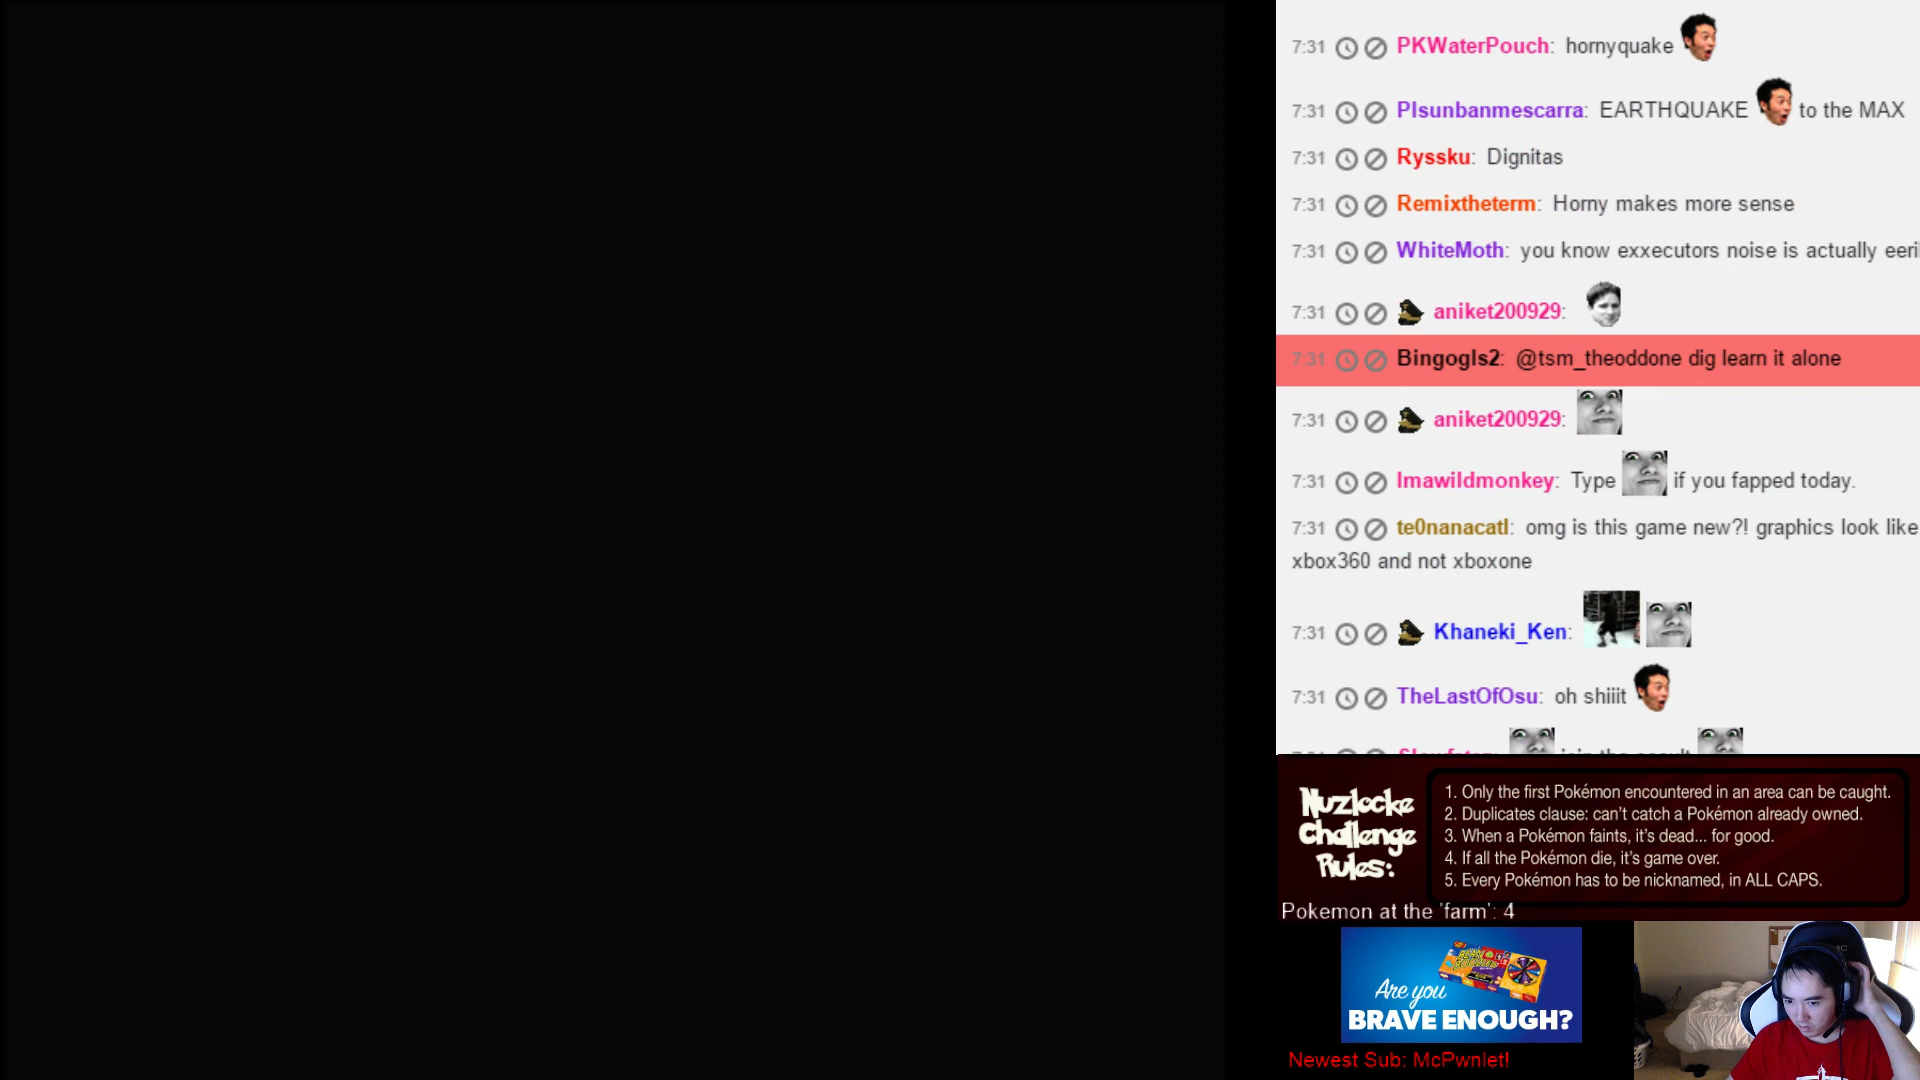 7:31 PKWaterPouch: hornyquake
7:31 Plsunbanmescarra: EARTHQUAKE to the MAX
7:31 Ryssku: Dignitas
7:31 Remixtheterm: Horny makes more sense
7:31 WhiteMoth: you know exxecutors noise is actually eeri
7:31 aniket200929:
7:31 Bingogls2: @tsm_theoddone dig learn it alone
7:31 aniket200929:
7:31 Imawildmonkey: Type if you fapped today.
7:31 te0nanacatl: omg is this game new?! graphics look like
xbox360 and not xboxone
7:31 Khaneki_Ken:
7:31 TheLastOfOsu: oh shiiit
join the
Nuzlocke
Challenge
Rules:
1. Only the first Pokémon encountered in an area can be caught.
2. Duplicates clause: can't catch a Pokémon already owned.
3. When a Pokémon faints, it's dead... for good.
4. If all the Pokémon die, it's game over.
5. Every Pokémon has to be nicknamed, in ALL CAPS.
Pokemon at the 'farm': 4
Are you
BRAVE ENOUGH?
Newest Sub: McPwnlet!